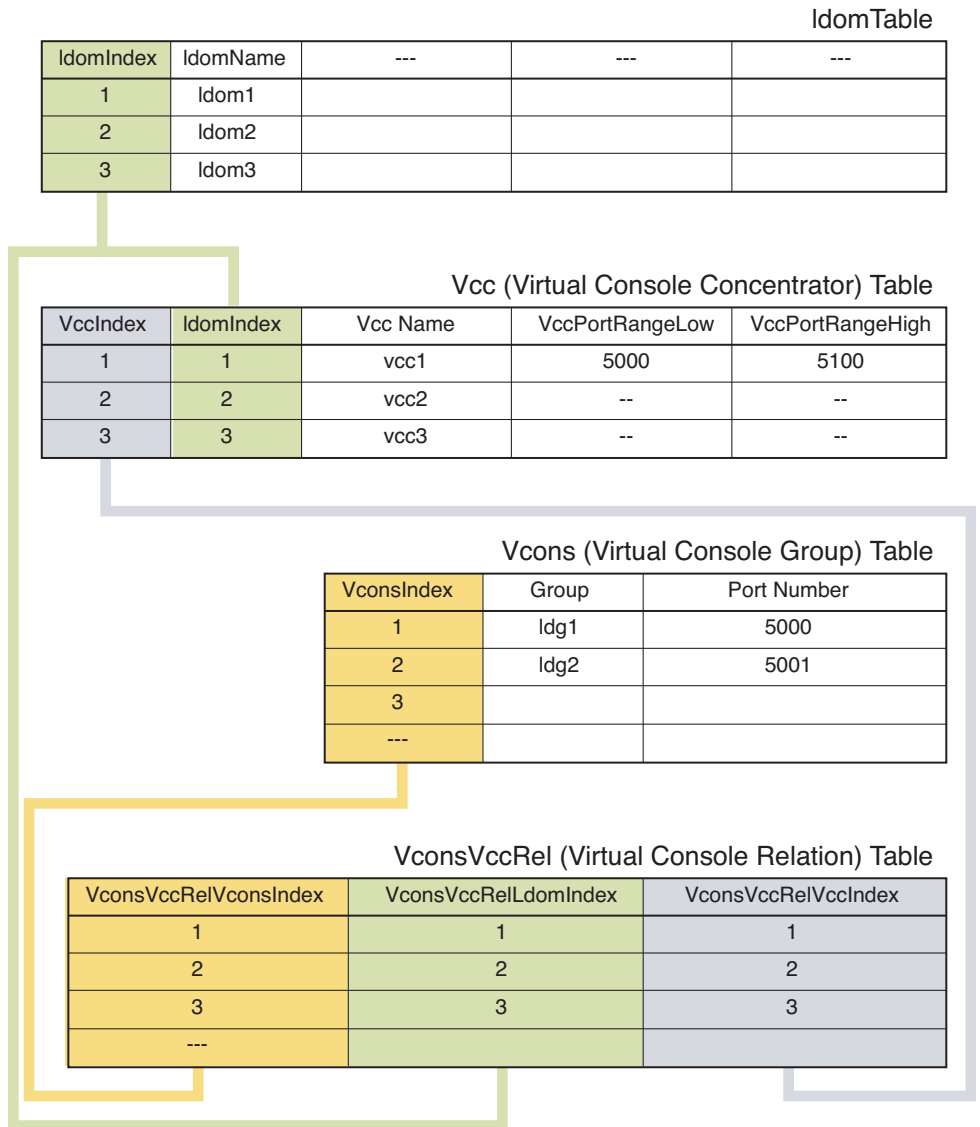 ldomTable
ldomIndex ldomName --- --- ---
1 ldom1
2 ldom2
3 ldom3
Vcc (Virtual Console Concentrator) Table
VccIndex ldomIndex Vcc Name VccPortRangeLow VccPortRangeHigh
1 1 vcc1 5000 5100
2 2 vcc2 -- --
3 3 vcc3 -- --
Vcons (Virtual Console Group) Table
VconsIndex Group Port Number
1 ldg1 5000
2 ldg2 5001
3
---
VconsVccRel (Virtual Console Relation) Table
VconsVccRelVconsIndex VconsVccRelLdomIndex VconsVccRelVccIndex
1 1 1
2 2 2
3 3 3
---